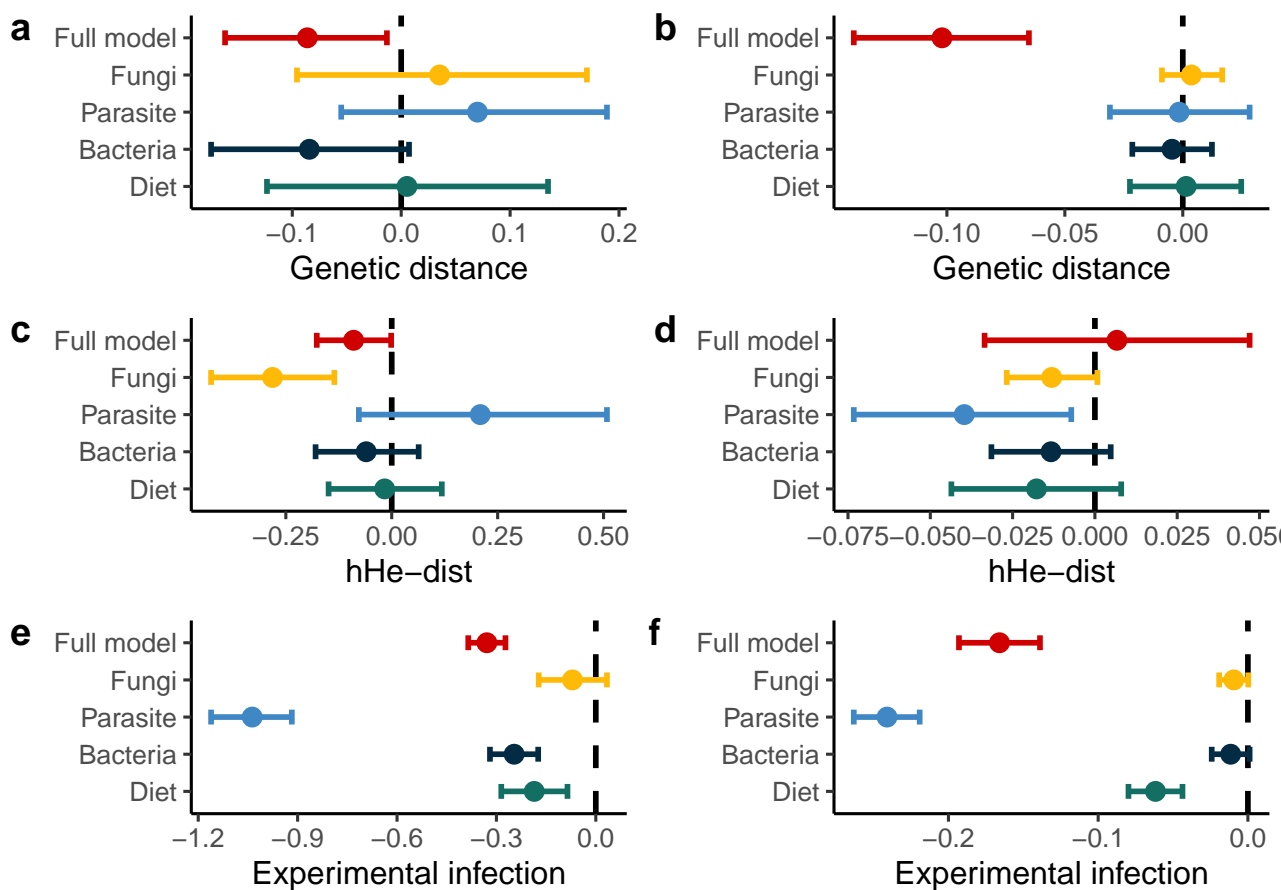 a
Full model
Fungi
Parasite
Bacteria
Diet
−0.1 0.0 0.1 0.2
Genetic distance
b
Full model
Fungi
Parasite
Bacteria
Diet
−0.10 −0.05 0.00
Genetic distance
c
Full model
Fungi
Parasite
Bacteria
Diet
−0.25 0.00 0.25 0.50
hHe−dist
d
Full model
Fungi
Parasite
Bacteria
Diet
−0.075 −0.050 −0.025 0.000 0.025
hHe−dist
e
Full model
Fungi
Parasite
Bacteria
Diet
−1.2 −0.9 −0.6 −0.3 0.0
Experimental infection
f
Full model
Fungi
Parasite
Bacteria
Diet
−0.2 −0.1 0.0
Experimental infection